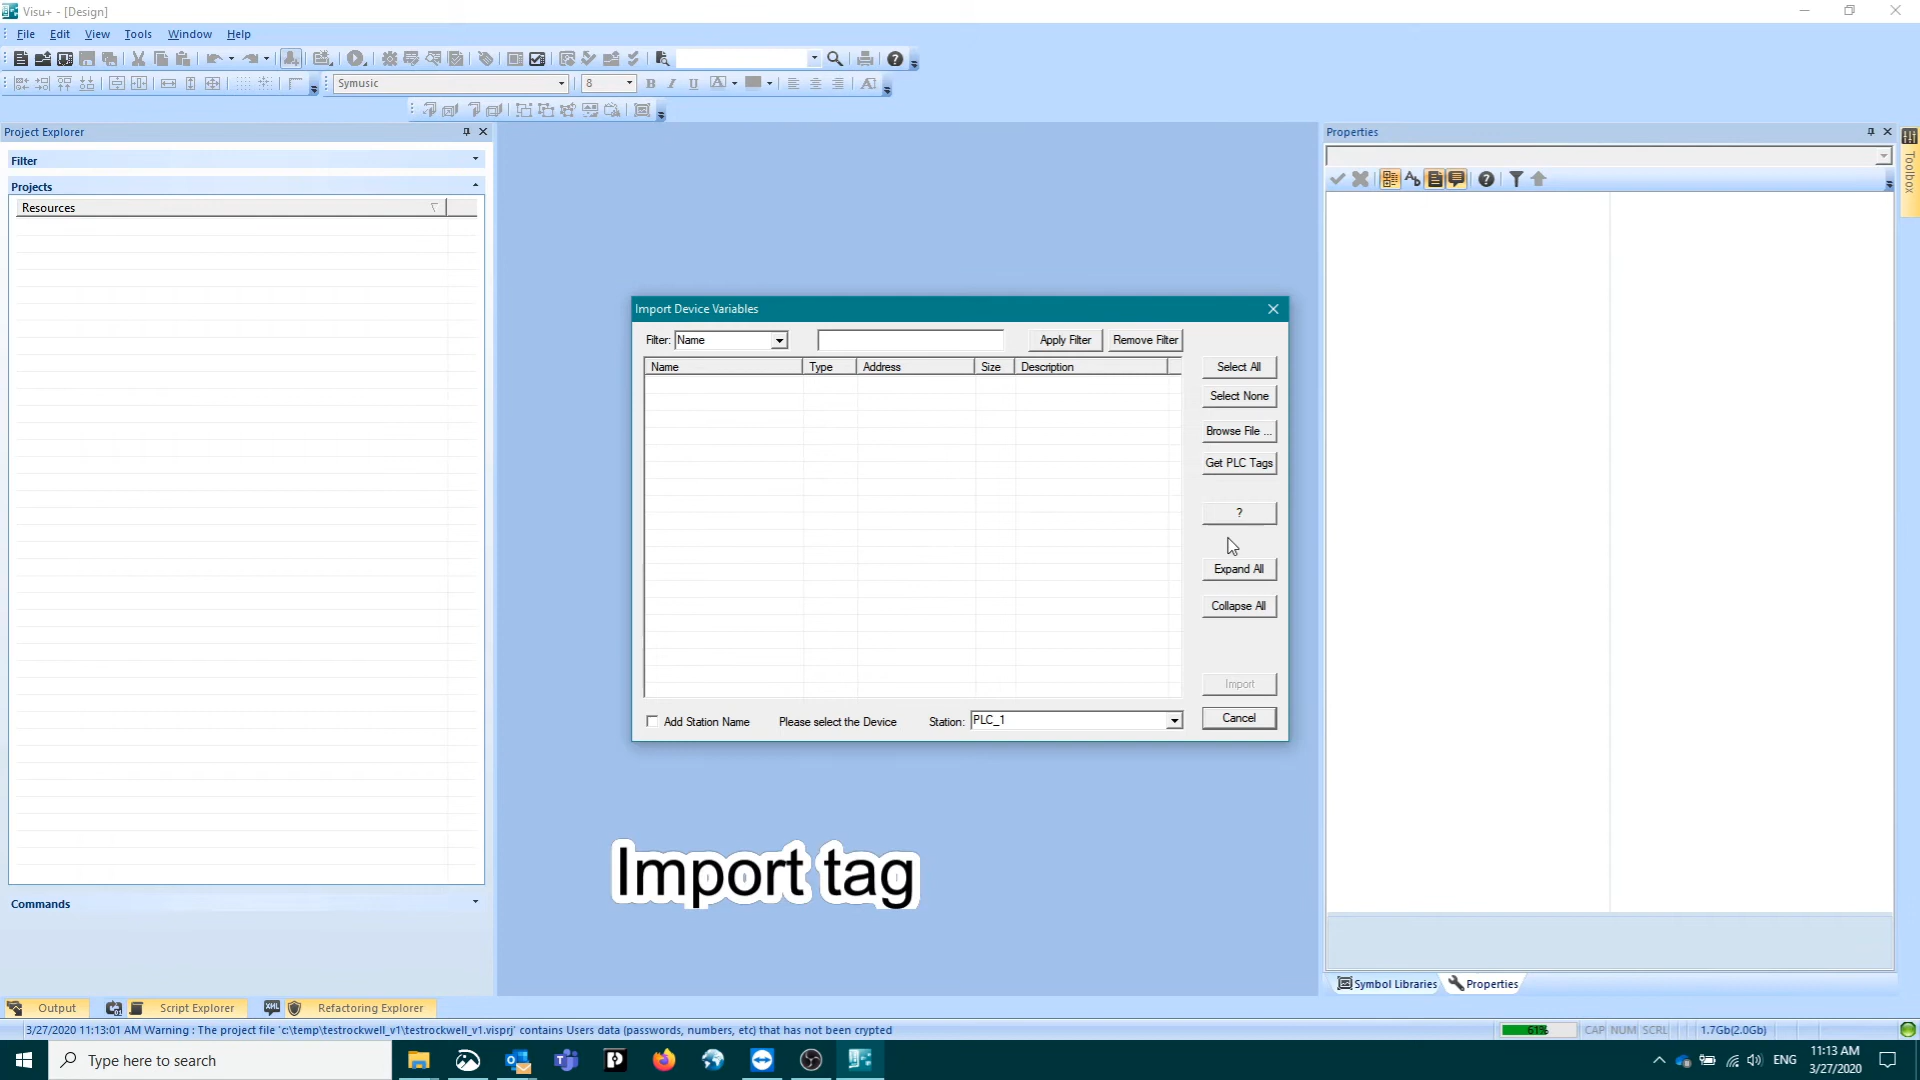 Visu+ - [Design]
File Edit View Tools Window Help
Symusic 8 B I U
Project Explorer
Filter
Projects
Resources
Commands
Import Device Variables
Filter: Name Apply Filter Remove Filter
Name Type Address Size Description
Select All
Select None
Browse File ...
Get PLC Tags
?
Expand All
Collapse All
Import
Add Station Name Please select the Device Station: PLC_1 Cancel
Import tag
Properties
Toolbox
Symbol Libraries Properties
Output Script Explorer XML Refactoring Explorer
3/27/2020 11:13:01 AM Warning : The project file 'c:\temp\testrockwell_v1\testrockwell_v1.visprj' contains Users data (passwords, numbers, etc) that has not been crypted
61% CAP NUM SCRL 1.7Gb(2.0Gb)
Type here to search
ENG 11:13 AM
3/27/2020